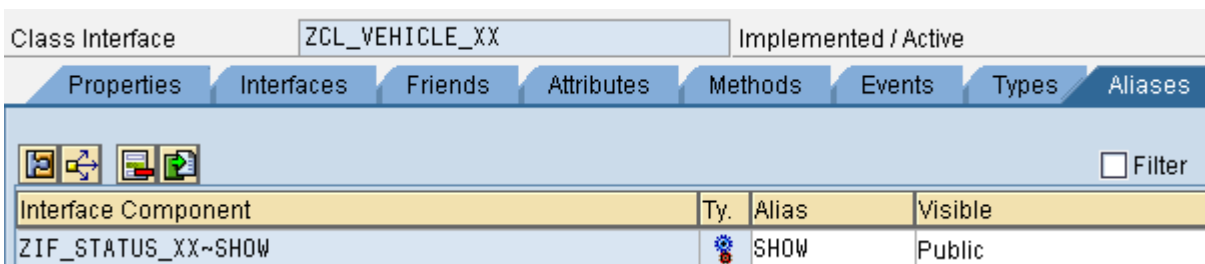 Class Interface ZCL_VEHICLE_XX Implemented / Active
Properties Interfaces Friends Attributes Methods Events Types Aliases
Filter
Interface Component Ty. Alias Visible
ZIF_STATUS_XX~SHOW SHOW Public